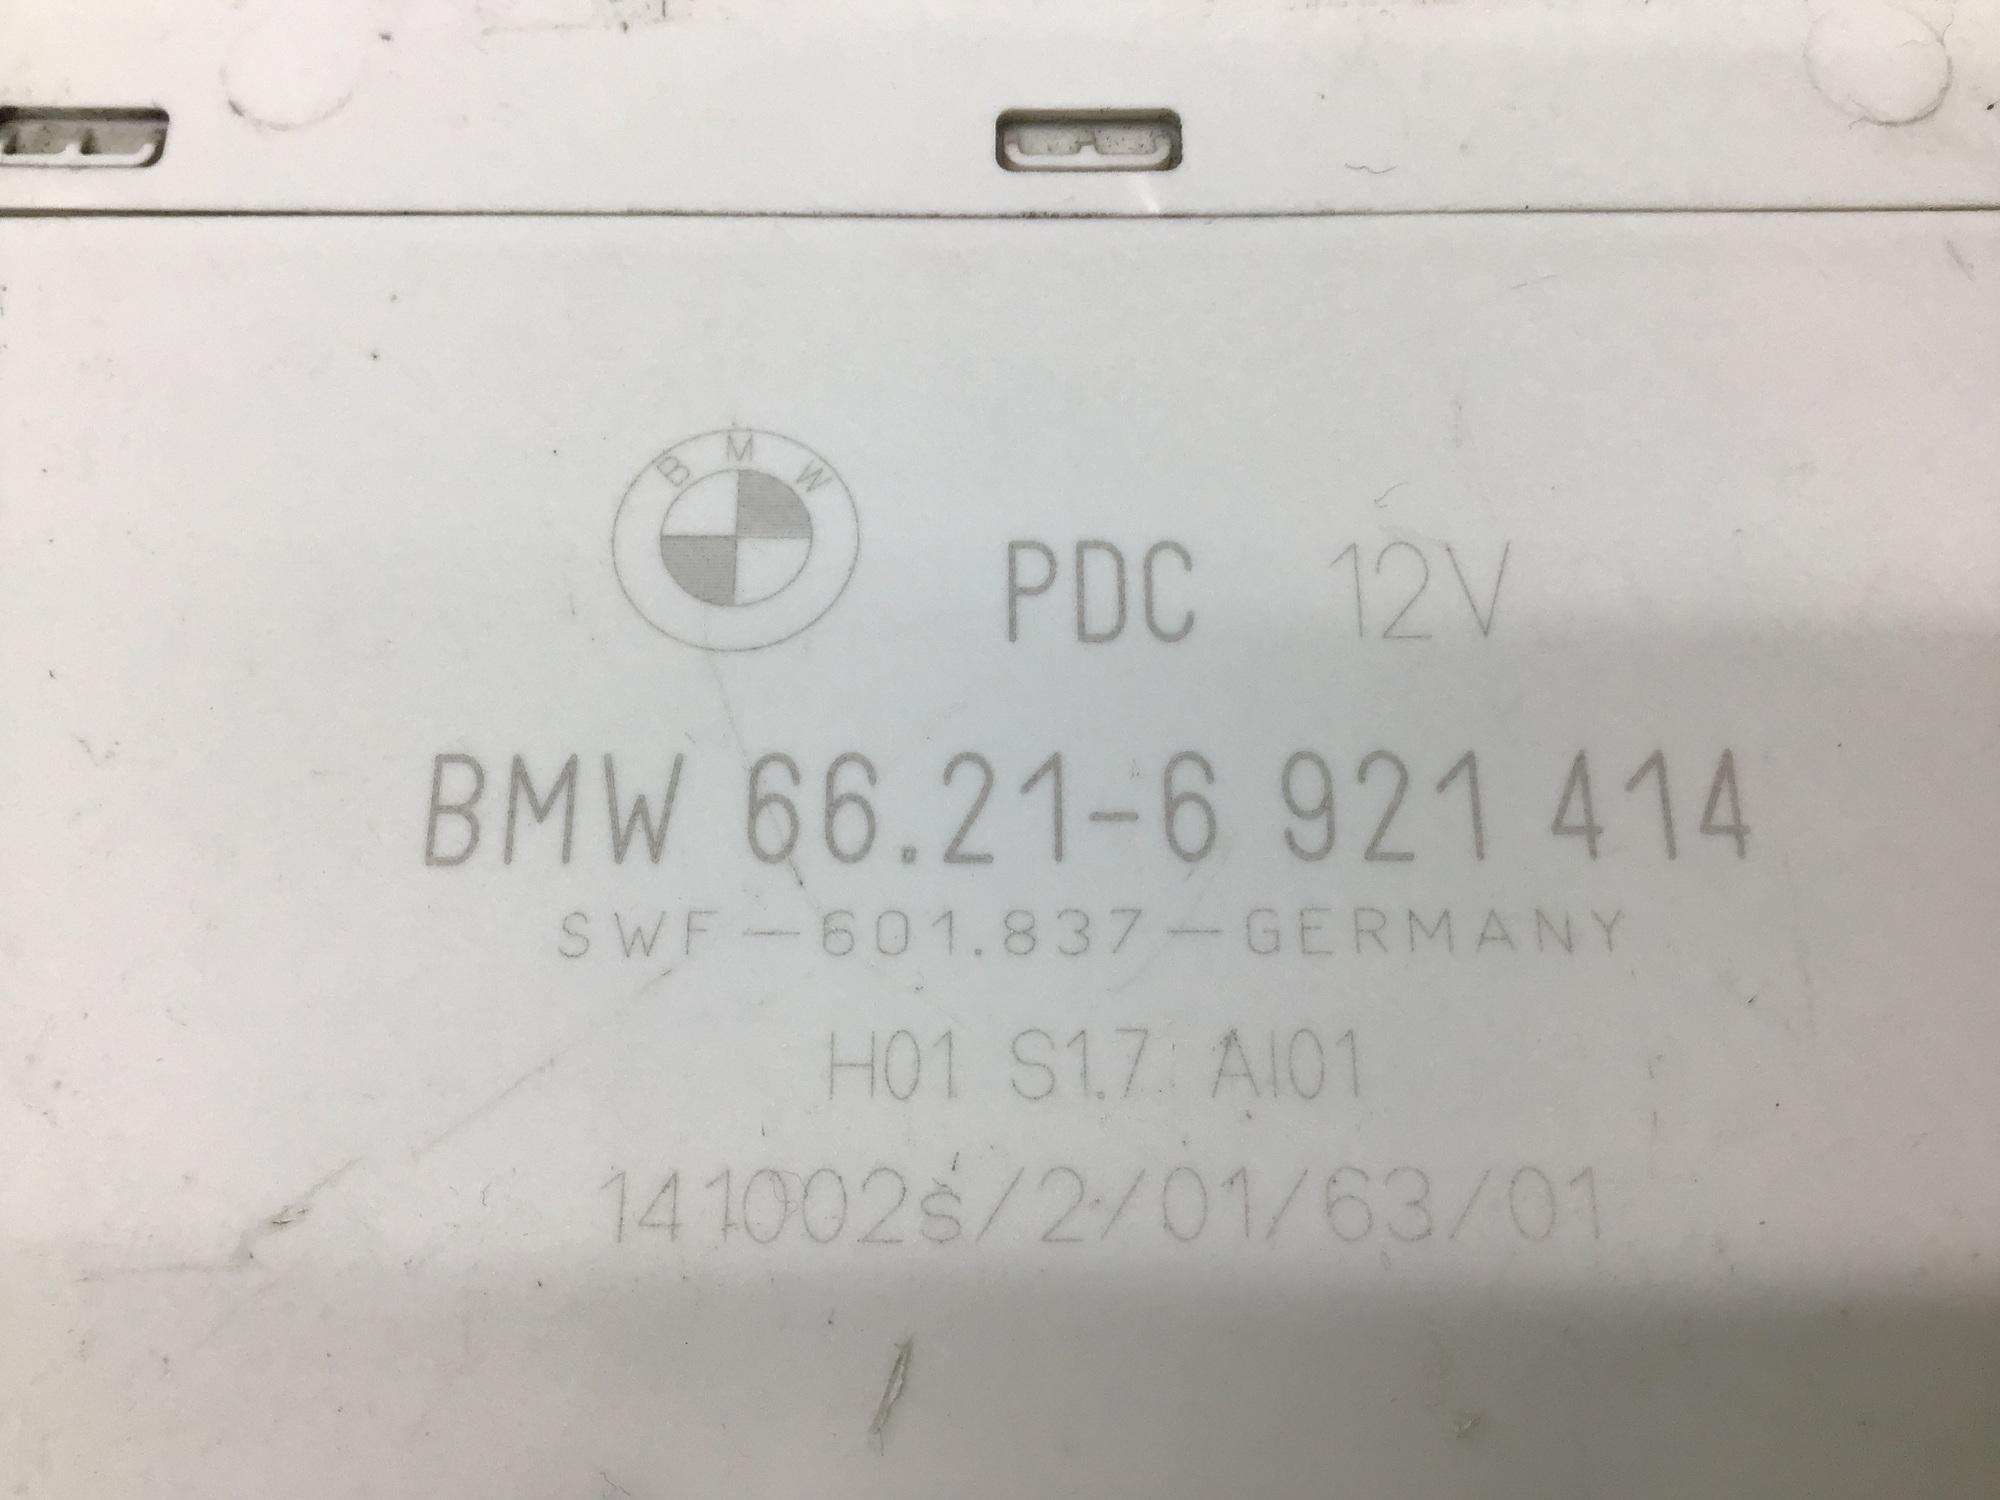 BMW
PDC 12V
BMW 66.21-6 921 414
SWF-601.837-GERMANY
H01 S1.7 AI01
141002s/2/01/63/01